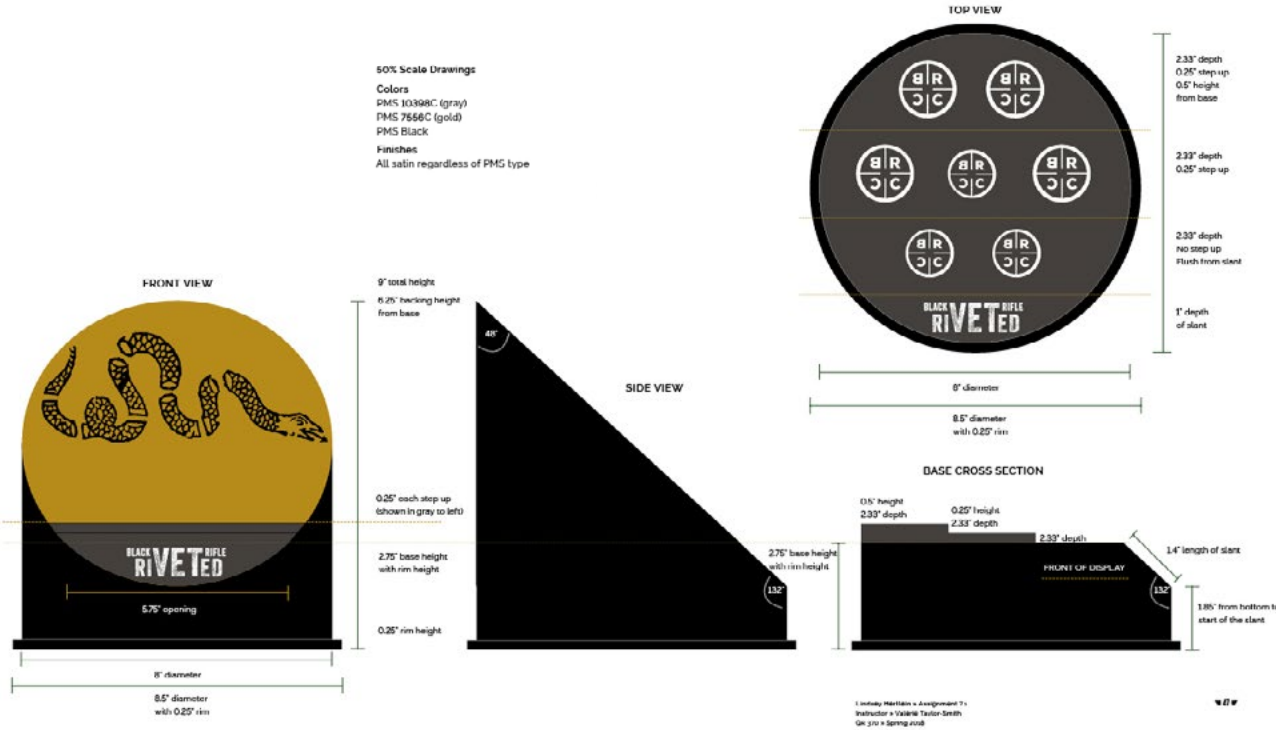 TOP VIEW
50% Scale Drawings
Colors
PMS 10398C (gray)
PMS 7556C (gold)
PMS Black
Finishes
All satin regardless of PMS type
2.33" depth
0.25" step up
0.5" height
from base
2.33" depth
0.25" step up
2.33" depth
No step up
Flush from slant
1" depth
of slant
B R
C C
B R
C C
B R
C C
B R
C C
B R
C C
B R
C C
B R
C C
BLACK RIFLE
RIVETED
8" diameter
8.5" diameter
with 0.25" rim
FRONT VIEW
BLACK RIFLE
RIVETED
5.75" opening
8" diameter
8.5" diameter
with 0.25" rim
9" total height
8.25" backing height
from base
0.25" each step up
(shown in gray to left)
2.75" base height
with rim height
0.25" rim height
SIDE VIEW
48°
132°
2.75" base height
with rim height
BASE CROSS SECTION
0.5" height
2.33" depth
0.25" height
2.33" depth
2.33" depth
FRONT OF DISPLAY
1.4" length of slant
132°
1.85" from bottom to
start of the slant
Lindsay » Assignment
Instructor » Valerie Taylor-Smith
» Spring 2018